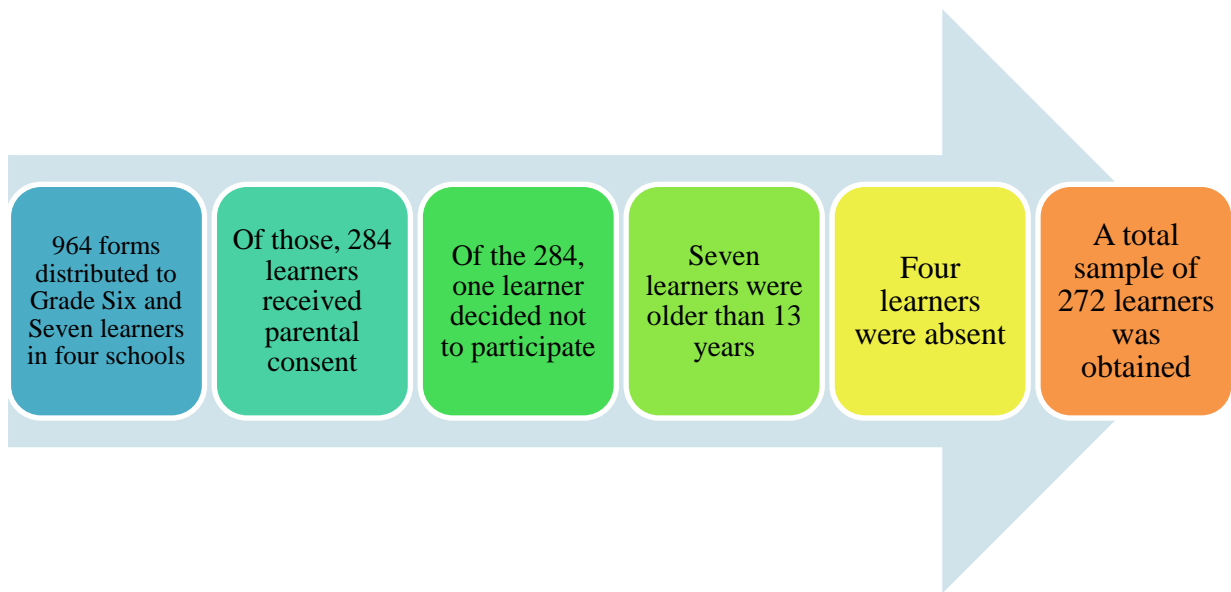 964 forms
distributed to
Grade Six and
Seven learners
in four schools
Of those, 284
learners
received
parental
consent
Of the 284,
one learner
decided not
to participate
Seven
learners were
older than 13
years
Four
learners
were absent
A total
sample of
272 learners
was
obtained